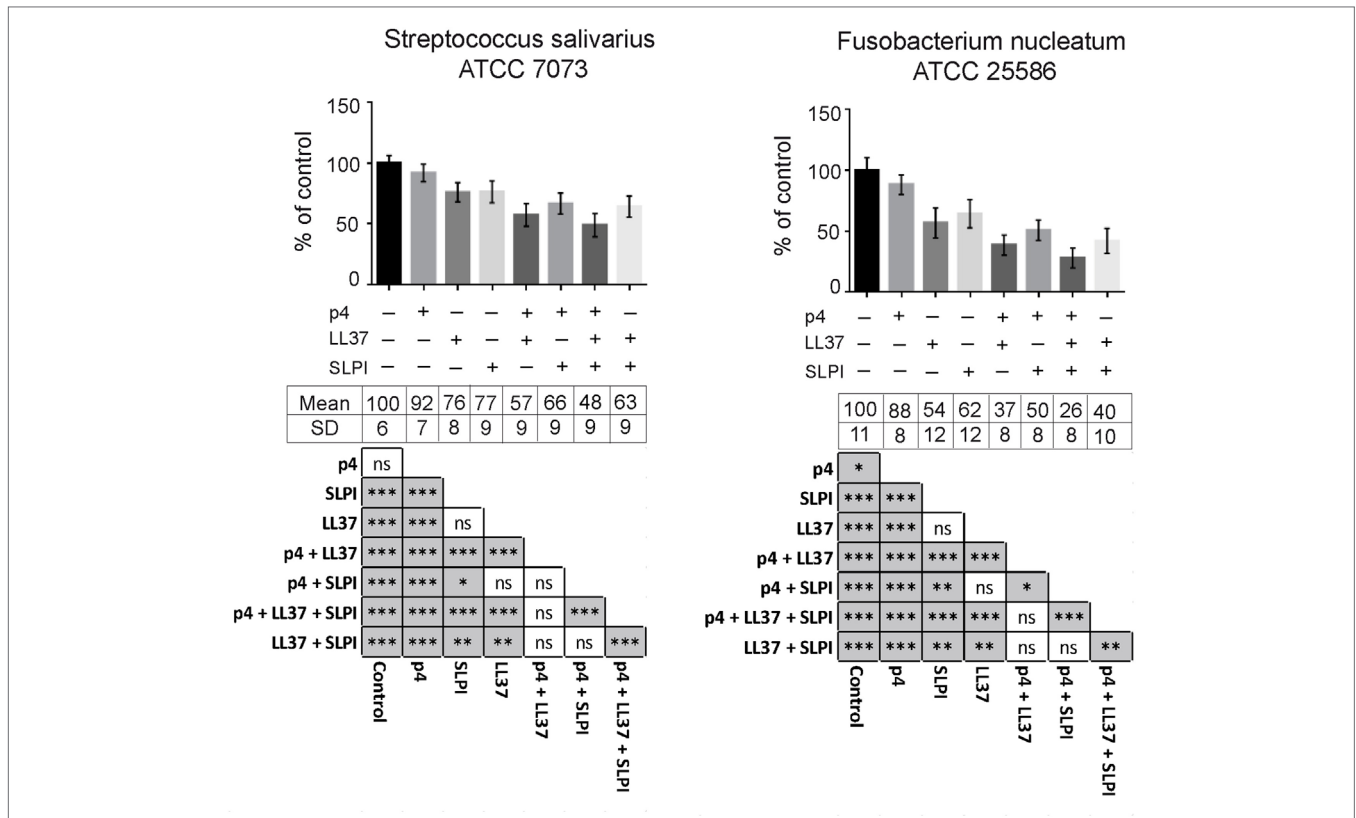 Streptococcus salivarius
ATCC 7073
% of control
150
100
50
0
p4 – + – – + + + –
LL37 – – + – + – + +
SLPI – – – + – + + +
Mean 100 92 76 77 57 66 48 63
SD 6 7 8 9 9 9 9 9
p4 ns
SLPI *** ***
LL37 *** *** ns
p4 + LL37 *** *** *** ***
p4 + SLPI *** *** * ns ns
p4 + LL37 + SLPI *** *** *** *** ns ***
LL37 + SLPI *** *** ** ** ns ns ***
Control
p4
SLPI
LL37
p4 + LL37
p4 + SLPI
p4 + LL37 + SLPI
Fusobacterium nucleatum
ATCC 25586
% of control
150
100
50
0
p4 – + – – + + + –
LL37 – – + – + – + +
SLPI – – – + – + + +
100 88 54 62 37 50 26 40
11 8 12 12 8 8 8 10
p4 *
SLPI *** ***
LL37 *** *** ns
p4 + LL37 *** *** *** ***
p4 + SLPI *** *** ** ns *
p4 + LL37 + SLPI *** *** *** *** ns ***
LL37 + SLPI *** *** ** ** ns ns **
Control
p4
SLPI
LL37
p4 + LL37
p4 + SLPI
p4 + LL37 + SLPI